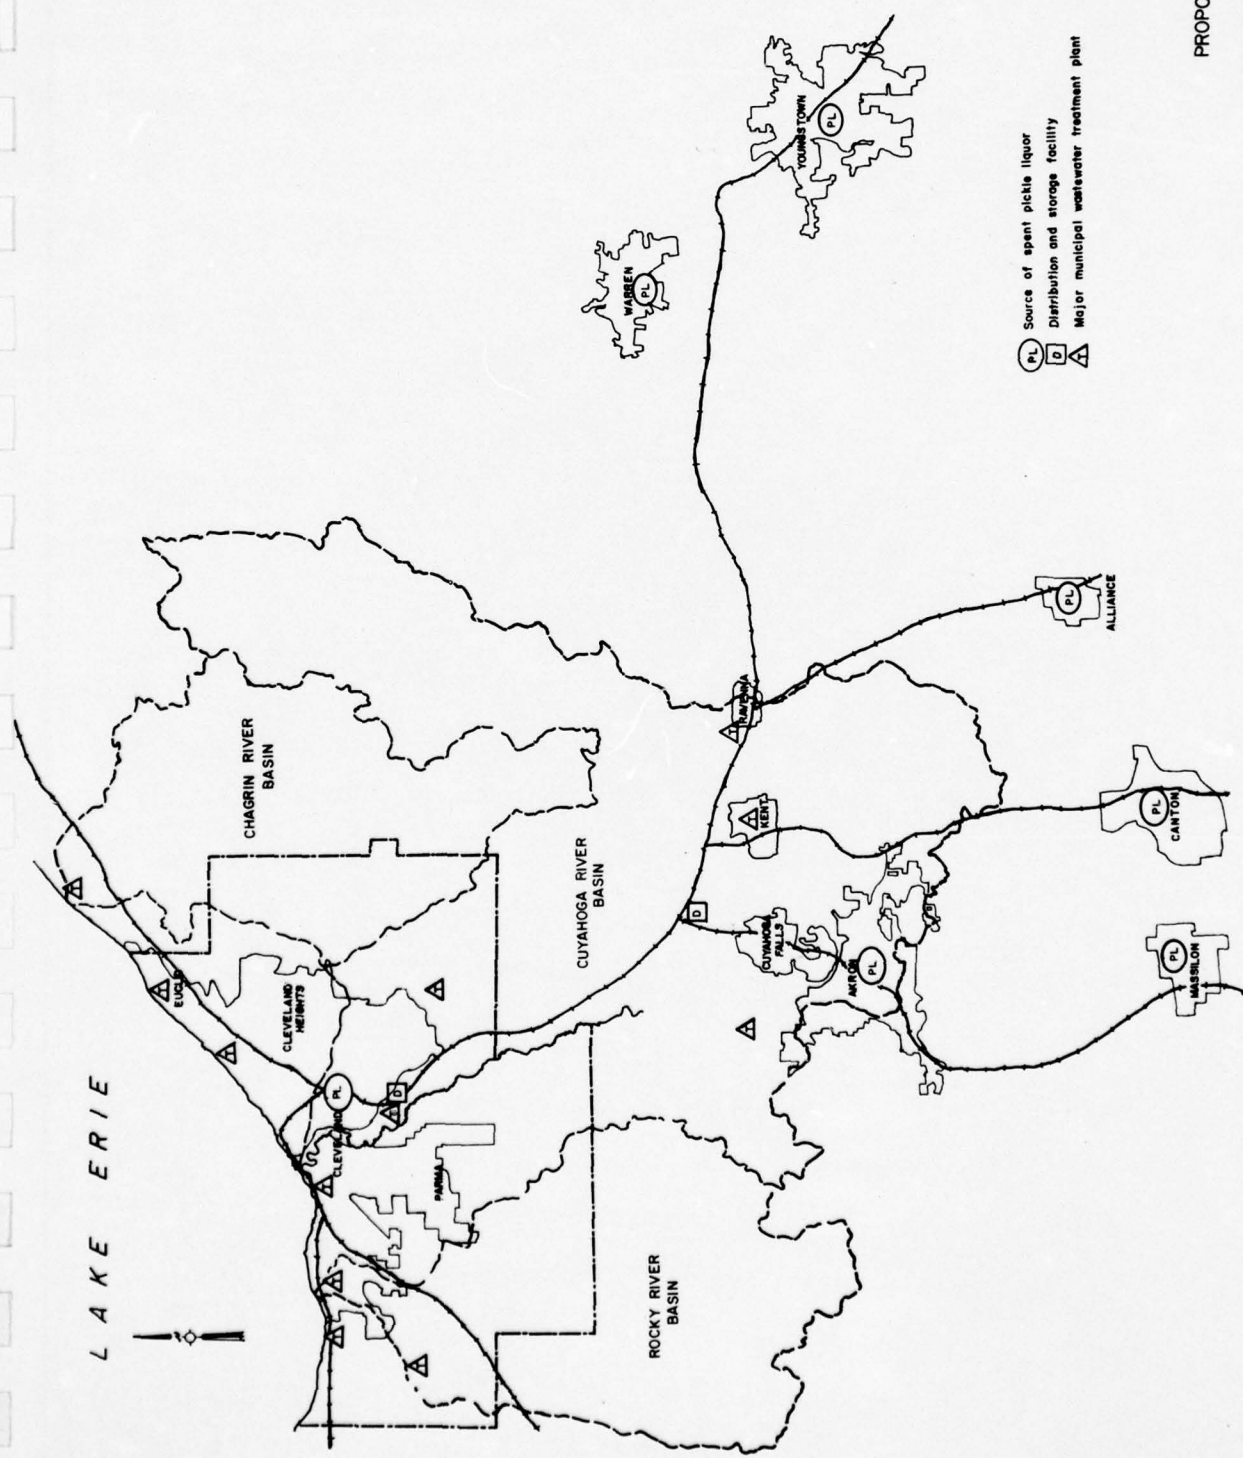 LAKE ERIE
CHAGRIN RIVER
BASIN
EUCLID
CLEVELAND
HEIGHTS
PL
CLEVELAND
D
PARMA
CUYAHOGA RIVER
BASIN
ROCKY RIVER
BASIN
WARREN
PL
YOUNGSTOWN
PL
RAVENNA
KENT
D
CUYAHOGA
FALLS
AKRON
PL
PL
ALLIANCE
PL
CANTON
PL
MASSILON
PL Source of spent pickle liquor
D Distribution and storage facility
T Major municipal wastewater treatment plant
PROPO